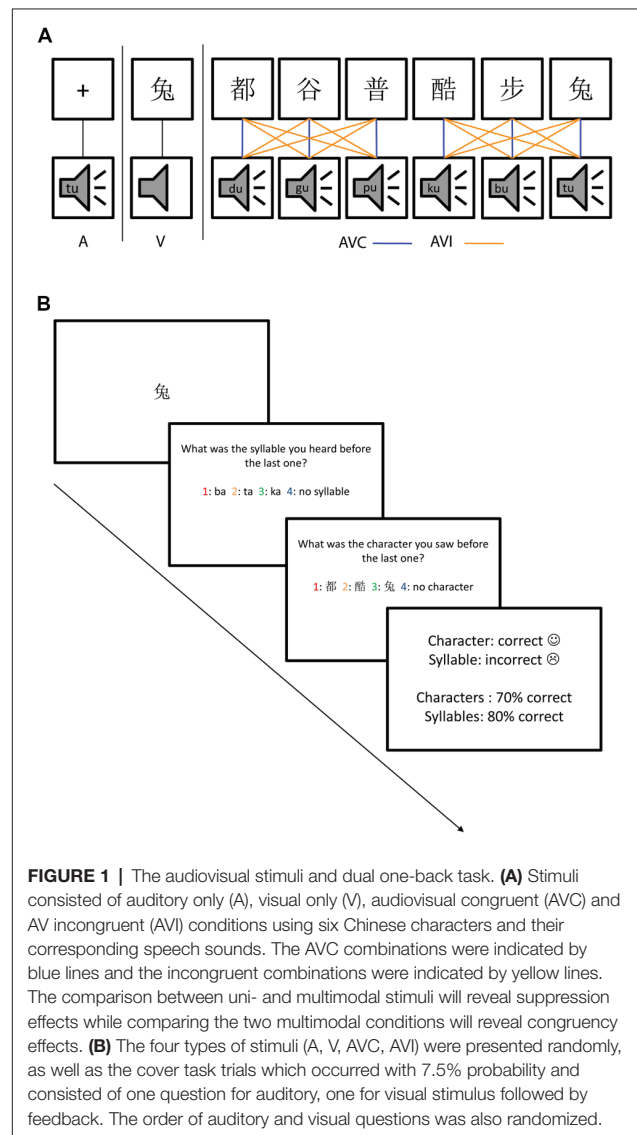 A
+ 兔 都 谷 普 酷 步 兔
tu du gu pu ku bu tu
A V AVC AVI
B
兔
What was the syllable you heard before
the last one?
1: ba 2: ta 3: ka 4: no syllable
What was the character you saw before
the last one?
1: 都 2: 酷 3: 兔 4: no character
Character: correct ☺
Syllable: incorrect ☹
Characters : 70% correct
Syllables: 80% correct
FIGURE 1 | The audiovisual stimuli and dual one-back task. (A) Stimuli
consisted of auditory only (A), visual only (V), audiovisual congruent (AVC) and
AV incongruent (AVI) conditions using six Chinese characters and their
corresponding speech sounds. The AVC combinations were indicated by
blue lines and the incongruent combinations were indicated by yellow lines.
The comparison between uni- and multimodal stimuli will reveal suppression
effects while comparing the two multimodal conditions will reveal congruency
effects. (B) The four types of stimuli (A, V, AVC, AVI) were presented randomly,
as well as the cover task trials which occurred with 7.5% probability and
consisted of one question for auditory, one for visual stimulus followed by
feedback. The order of auditory and visual questions was also randomized.